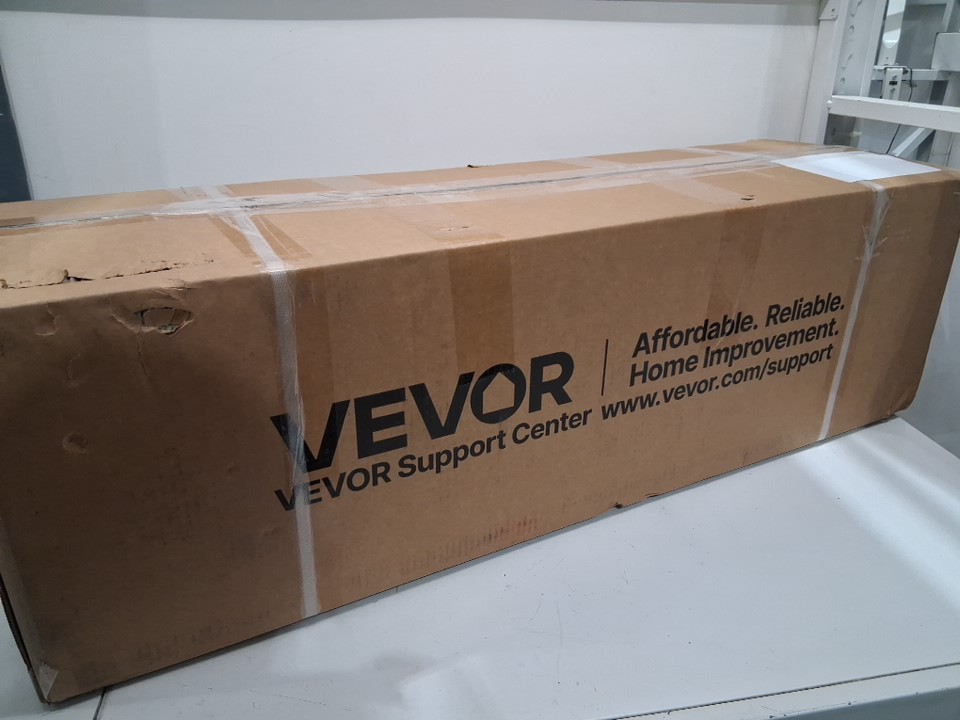 VEVOR
Affordable. Reliable.
Home Improvement.
VEVOR Support Center www.vevor.com/support